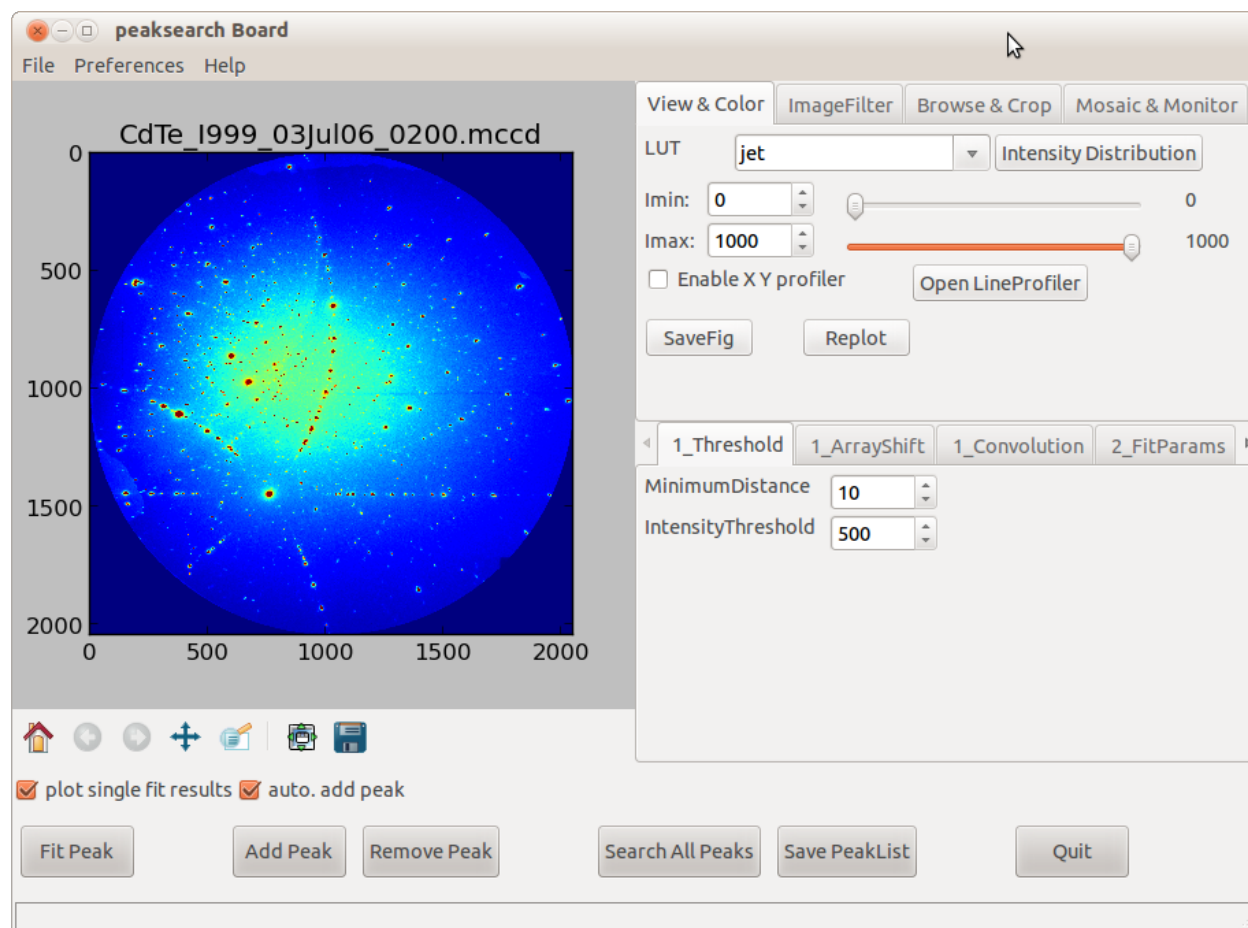 peaksearch Board
File Preferences Help
CdTe_I999_03Jul06_0200.mccd
0
500
1000
1500
2000
0 500 1000 1500 2000
View & Color ImageFilter Browse & Crop Mosaic & Monitor
LUT jet Intensity Distribution
Imin: 0 0
Imax: 1000 1000
Enable X Y profiler Open LineProfiler
SaveFig Replot
1_Threshold 1_ArrayShift 1_Convolution 2_FitParams
MinimumDistance 10
IntensityThreshold 500
plot single fit results auto. add peak
Fit Peak Add Peak Remove Peak Search All Peaks Save PeakList Quit